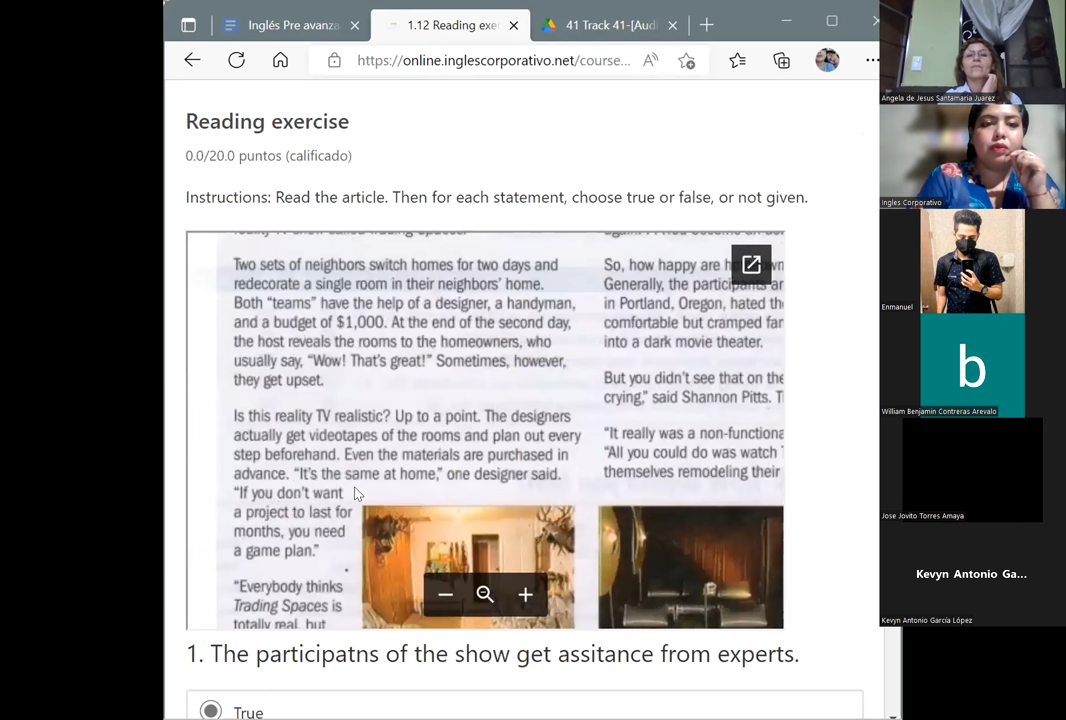 Inglés Pre avanza
1.12 Reading exe
41 Track 41-[Aud
https://online.inglescorporativo.net/course...
Reading exercise
0.0/20.0 puntos (calificado)
Instructions: Read the article. Then for each statement, choose true or false, or not given.
Two sets of neighbors switch homes for two days and
redecorate a single room in their neighbors' home.
Both "teams" have the help of a designer, a handyman,
and a budget of $1,000. At the end of the second day,
the host reveals the rooms to the homeowners, who
usually say, "Wow! That's great!" Sometimes, however,
they get upset.
Is this reality TV realistic? Up to a point. The designers
actually get videotapes of the rooms and plan out every
step beforehand. Even the materials are purchased in
advance. "It's the same at home," one designer said.
"If you don't want
a project to last for
months, you need
a game plan."
"Everybody thinks
Trading Spaces is
totally real, but
So, how happy are
Generally, the participants
in Portland, Oregon, hated
comfortable but cramped
into a dark movie theater.
But you didn't see that on
crying," said Shannon Pitts.
"It really was a non-functiona
"All you could do was watch
themselves remodeling their
1. The participatns of the show get assitance from experts.
True
Angela de Jesus Santamaria Juarez
Ingles Corporativo
Enmanuel
b
William Benjamin Contreras Arevalo
Jose Jovito Torres Amaya
Kevyn Antonio Ga...
Kevyn Antonio García López